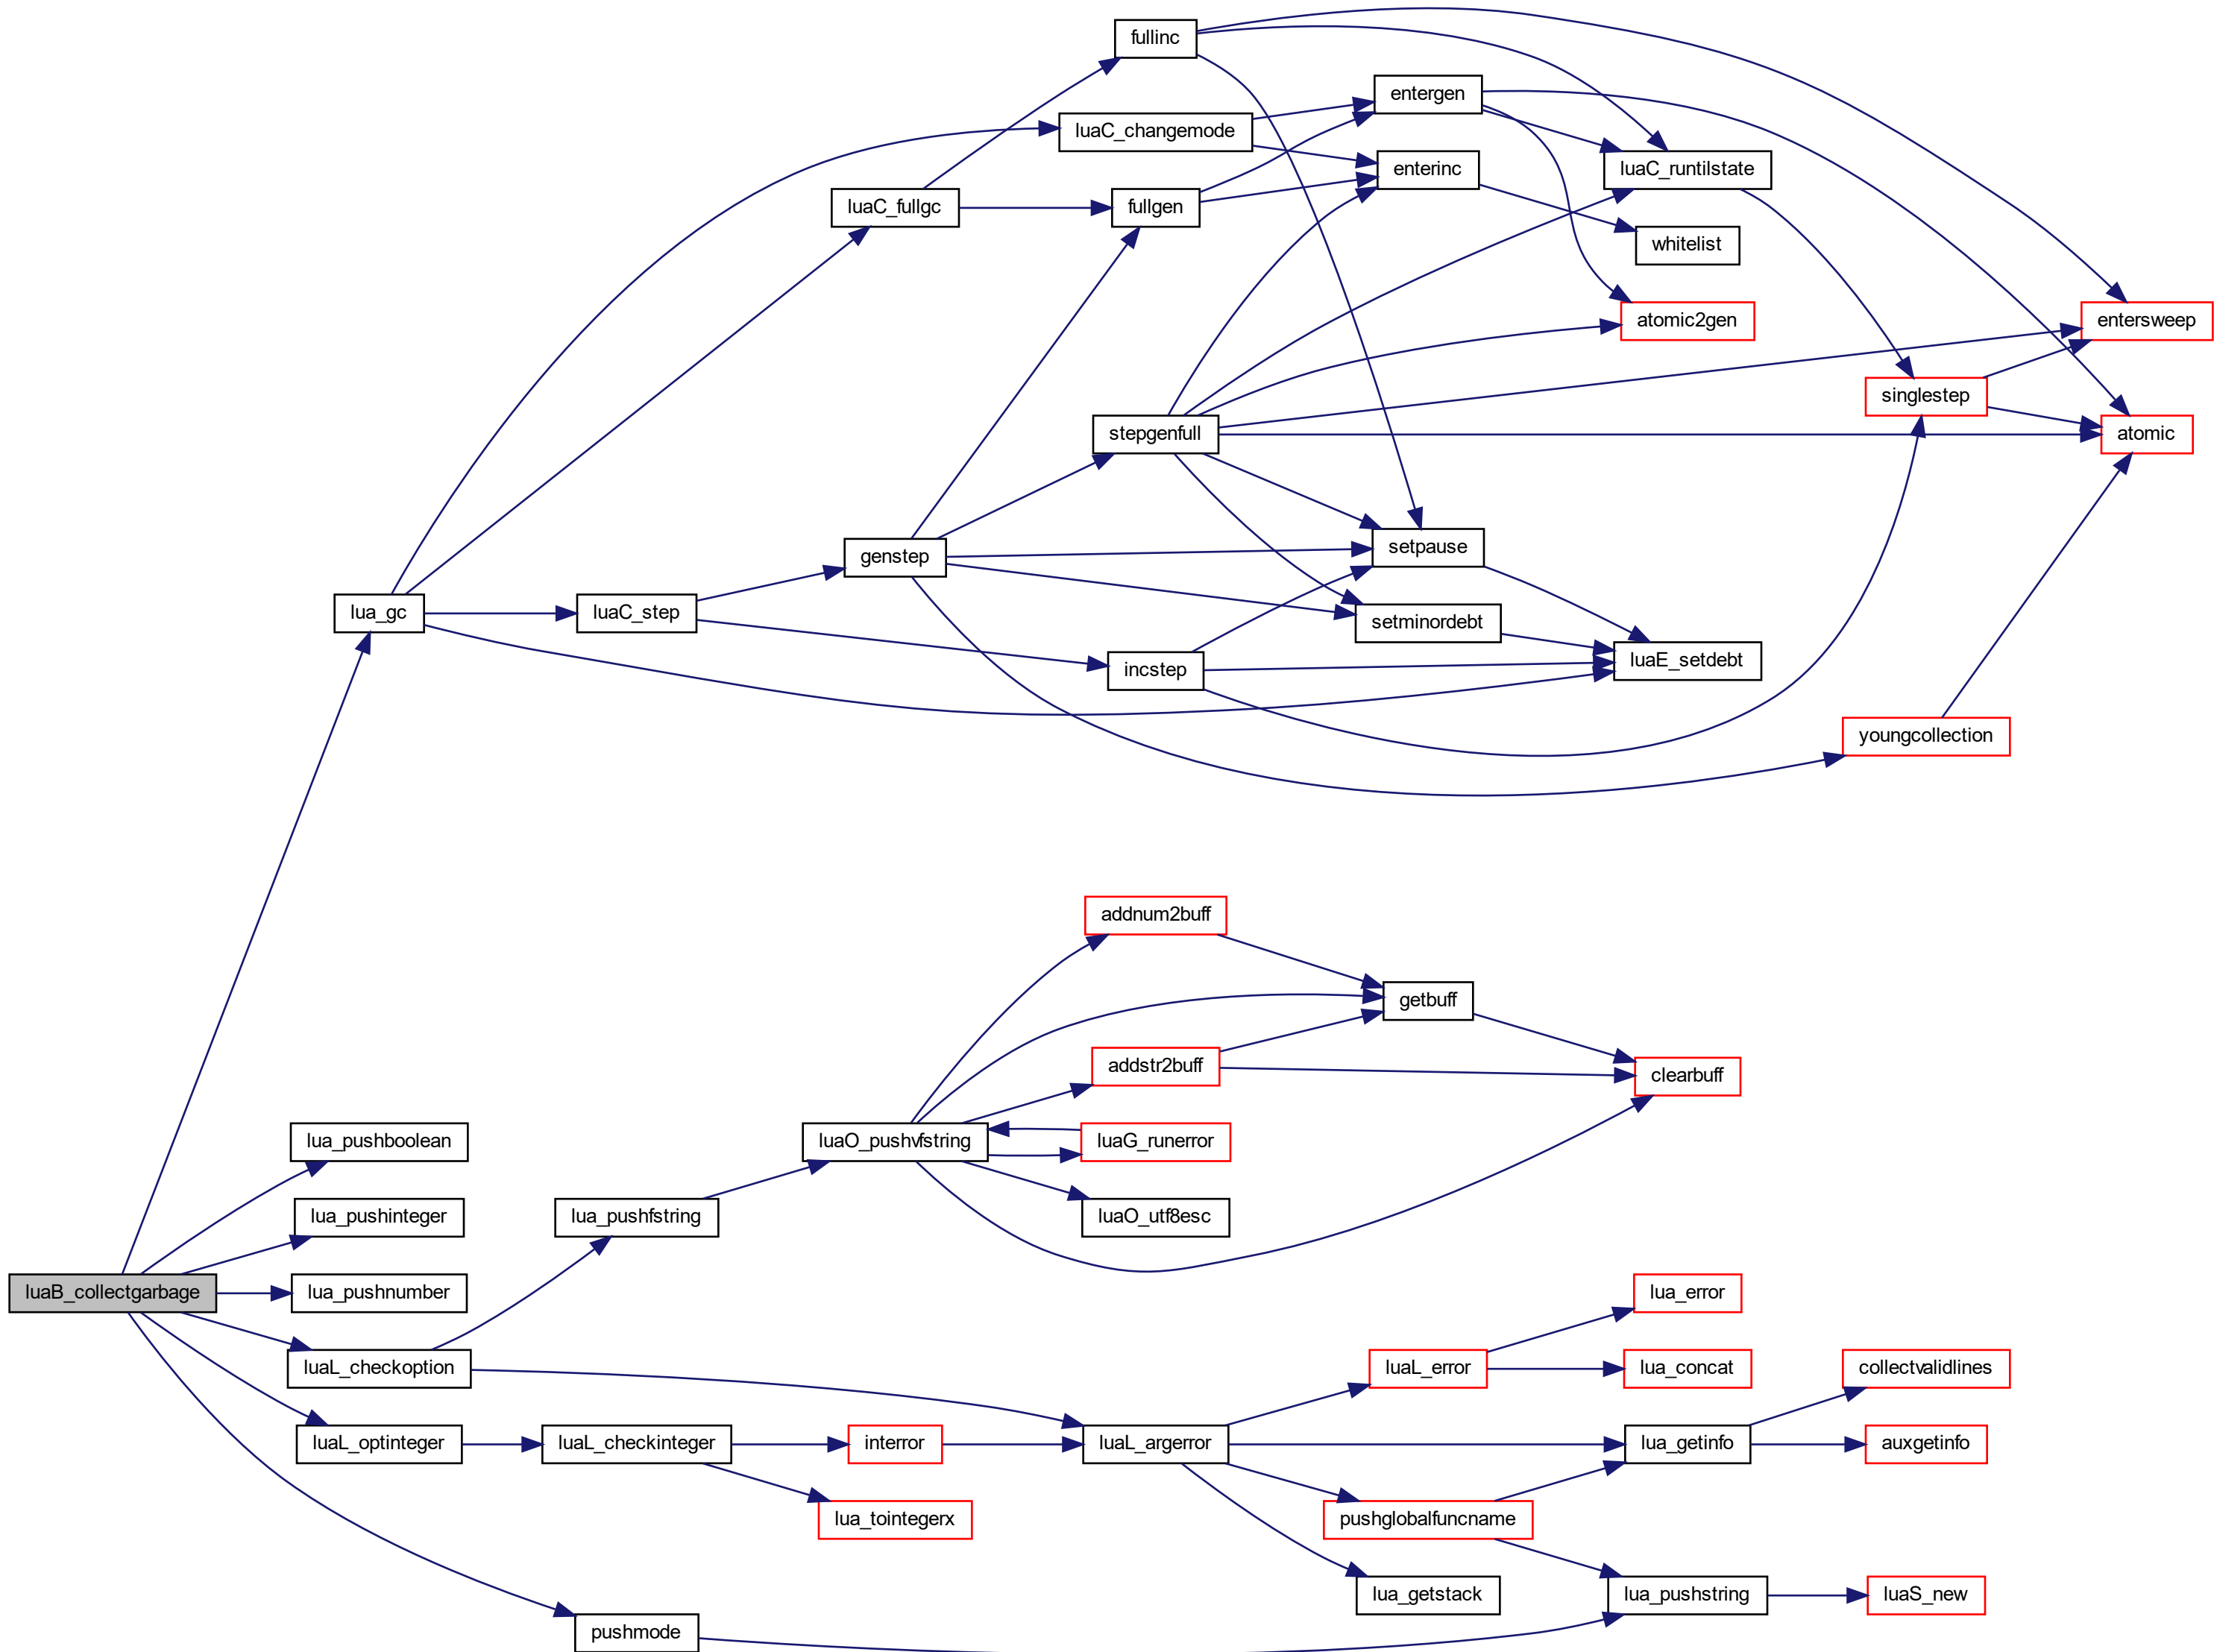 fullinc
entergen
luaC_changemode
enterinc
luaC_runtilstate
luaC_fullgc
fullgen
whitelist
atomic2gen
entersweep
singlestep
stepgenfull
atomic
genstep
setpause
lua_gc
luaC_step
setminordebt
incstep
luaE_setdebt
youngcollection
addnum2buff
getbuff
addstr2buff
clearbuff
lua_pushboolean
luaO_pushvfstring
luaG_runerror
lua_pushinteger
lua_pushfstring
luaO_utf8esc
luaB_collectgarbage
lua_pushnumber
lua_error
luaL_checkoption
luaL_error
lua_concat
collectvalidlines
luaL_optinteger
luaL_checkinteger
interror
luaL_argerror
lua_getinfo
auxgetinfo
lua_tointegerx
pushglobalfuncname
lua_getstack
lua_pushstring
luaS_new
pushmode